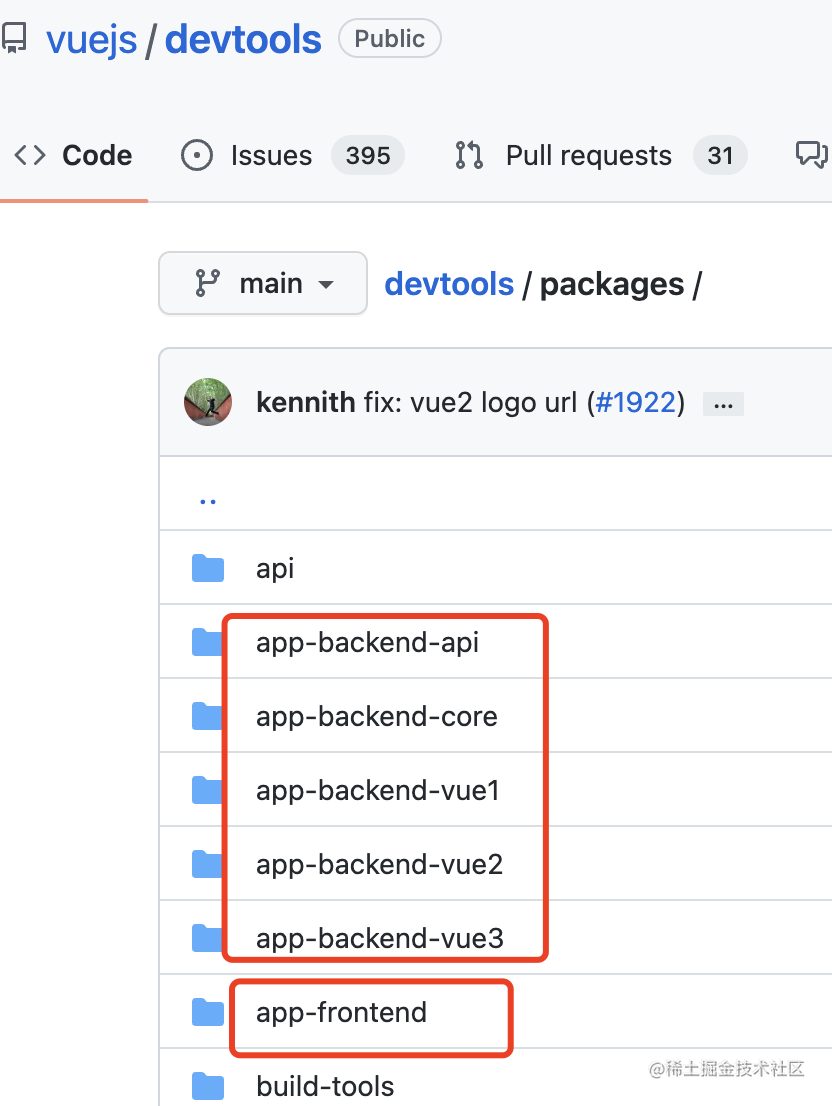 vuejs / devtools Public
Code Issues 395 Pull requests 31
main devtools / packages /
kennith fix: vue2 logo url (#1922) ...
..
api
app-backend-api
app-backend-core
app-backend-vue1
app-backend-vue2
app-backend-vue3
app-frontend
@稀土掘金技术社区
build-tools